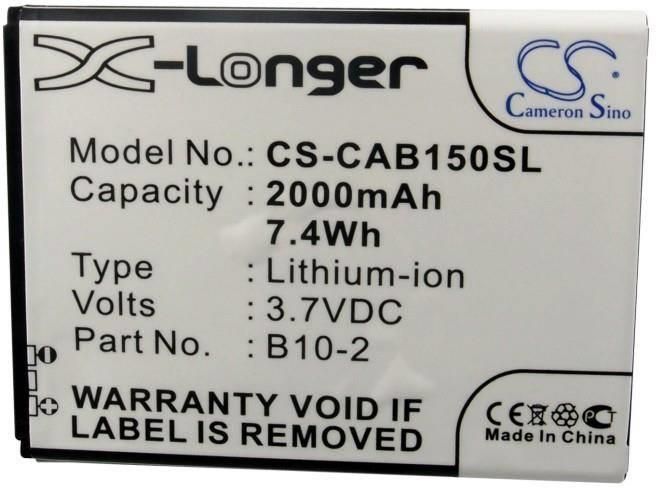 X-Longer
CS
Cameron Sino
Model No.: CS-CAB150SL
Capacity : 2000mAh
7.4Wh
Type : Lithium-ion
Volts : 3.7VDC
Part No. : B10-2
WARRANTY VOID IF
LABEL IS REMOVED
CE
Made In China